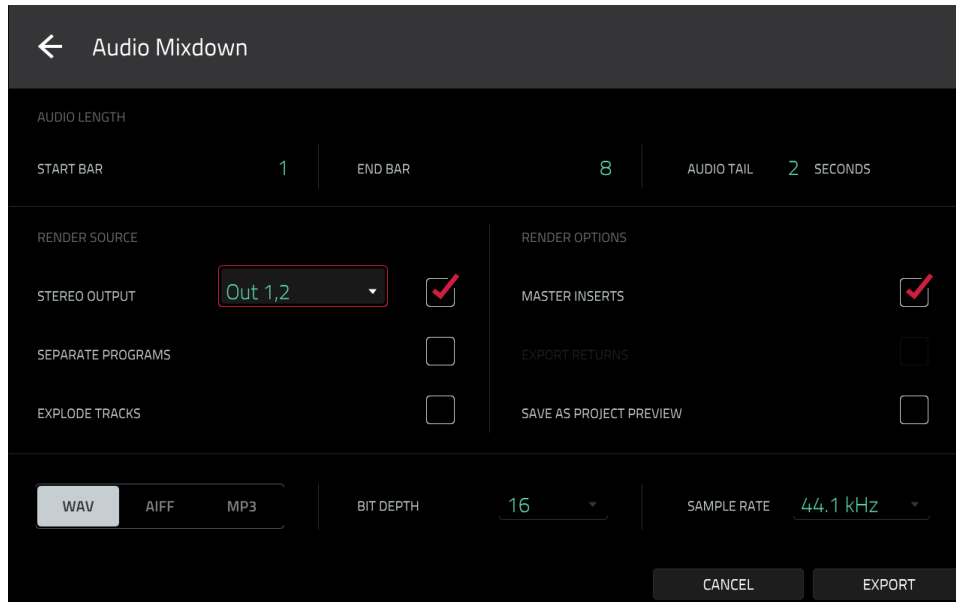 Audio Mixdown
AUDIO LENGTH
START BAR 1 END BAR 8 AUDIO TAIL 2 SECONDS
RENDER SOURCE RENDER OPTIONS
STEREO OUTPUT Out 1,2 MASTER INSERTS
SEPARATE PROGRAMS EXPORT RETURNS
EXPLODE TRACKS SAVE AS PROJECT PREVIEW
WAV AIFF MP3 BIT DEPTH 16 SAMPLE RATE 44.1 kHz
CANCEL EXPORT